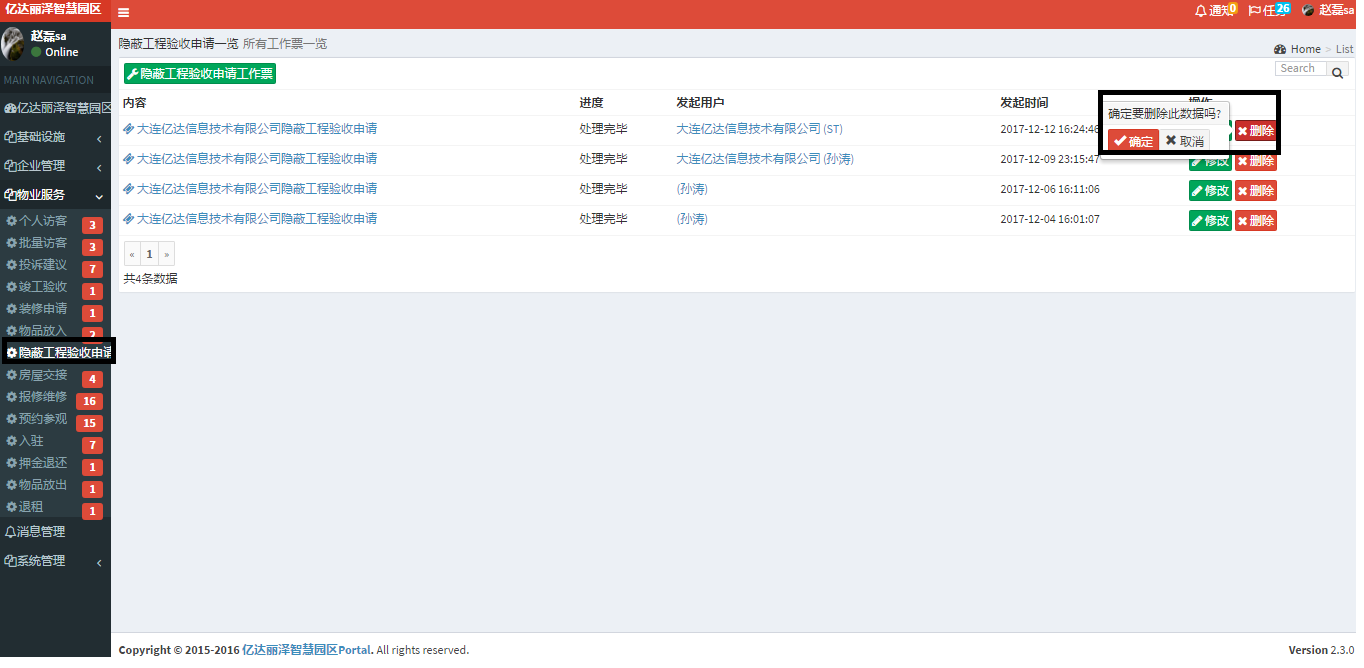 亿达丽泽智慧园区
通知 0 任务 26 赵磊sa
赵磊sa
Online
MAIN NAVIGATION
亿达丽泽智慧园区
基础设施
企业管理
物业服务
个人访客 3
批量访客 3
投诉建议 7
竣工验收 1
装修申请 1
物品放入 2
隐蔽工程验收申请
房屋交接 4
报修维修 16
预约参观 15
入驻 7
押金退还 1
物品放出 1
退租 1
消息管理
系统管理
隐蔽工程验收申请一览 所有工作票一览
Home > List
隐蔽工程验收申请工作票
Search
内容 进度 发起用户 发起时间 操作
大连亿达信息技术有限公司隐蔽工程验收申请 处理完毕 大连亿达信息技术有限公司 (ST) 2017-12-12 16:24:46 删除
确定要删除此数据吗?
确定 取消
大连亿达信息技术有限公司隐蔽工程验收申请 处理完毕 大连亿达信息技术有限公司 (孙涛) 2017-12-09 23:15:47 修改 删除
大连亿达信息技术有限公司隐蔽工程验收申请 处理完毕 (孙涛) 2017-12-06 16:11:06 修改 删除
大连亿达信息技术有限公司隐蔽工程验收申请 处理完毕 (孙涛) 2017-12-04 16:01:07 修改 删除
« 1 »
共4条数据
Copyright © 2015-2016 亿达丽泽智慧园区Portal. All rights reserved.
Version 2.3.0